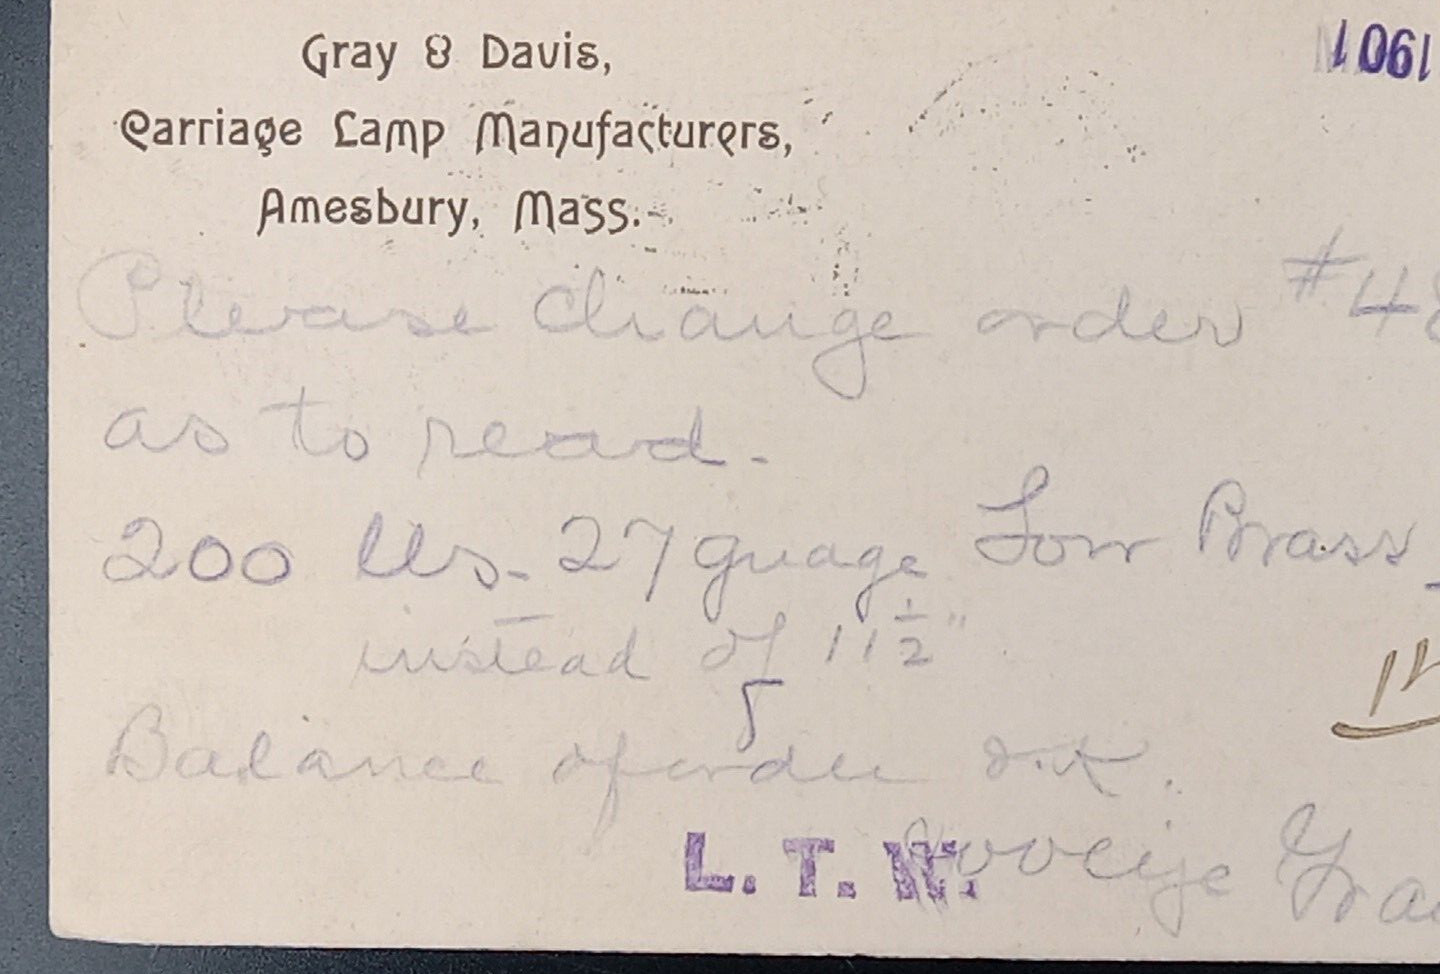 Gray & Davis,
1901
Carriage Lamp Manufacturers,
Amesbury, Mass.
Please change order #48
as to read.
200 lbs. 27 guage Low Brass
instead of 11 1/2"
Balance of order O.K.
L. T. W.